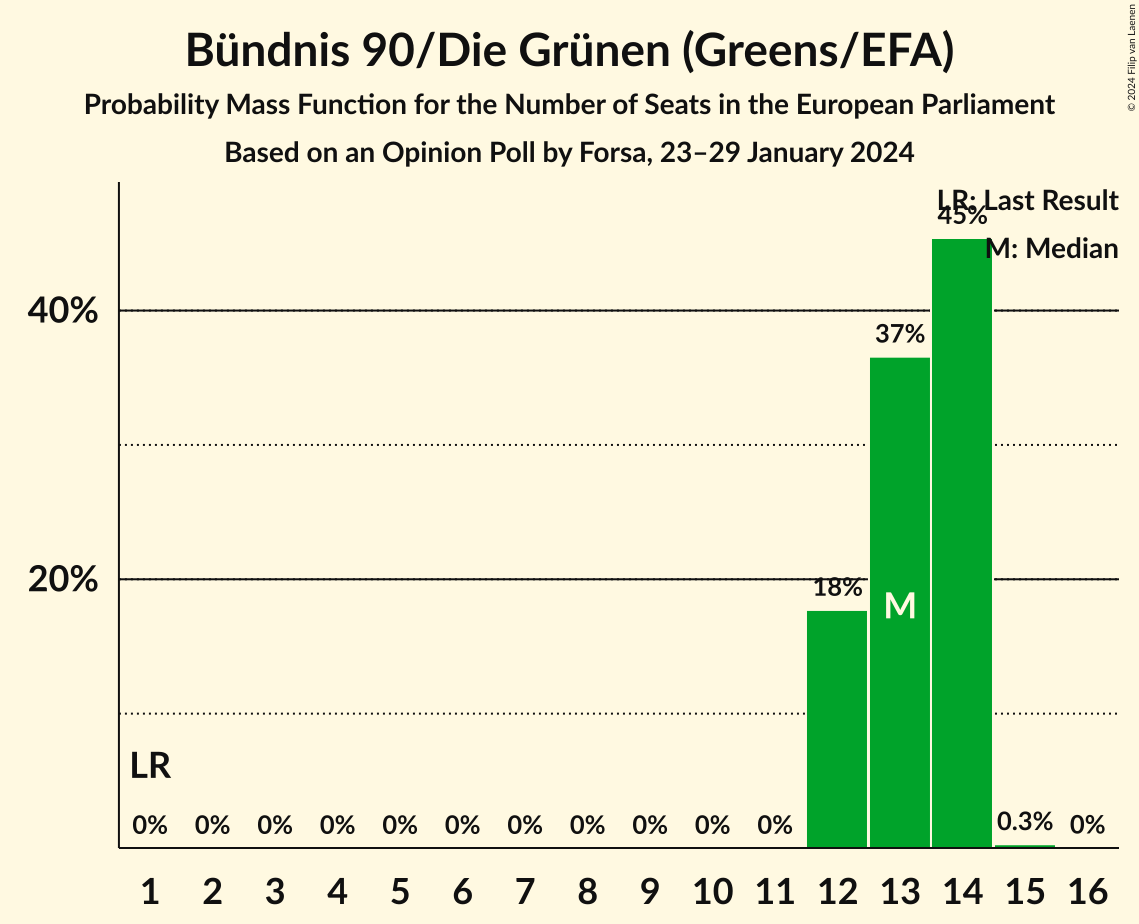 Bündnis 90/Die Grünen (Greens/EFA)
Probability Mass Function for the Number of Seats in the European Parliament
Based on an Opinion Poll by Forsa, 23–29 January 2024
© 2024 Filip van Laenen
LR: Last Result
45%
M: Median
40%
37%
20%
18%
M
LR
0% 0% 0% 0% 0% 0% 0% 0% 0% 0% 0% 0.3% 0%
1 2 3 4 5 6 7 8 9 10 11 12 13 14 15 16